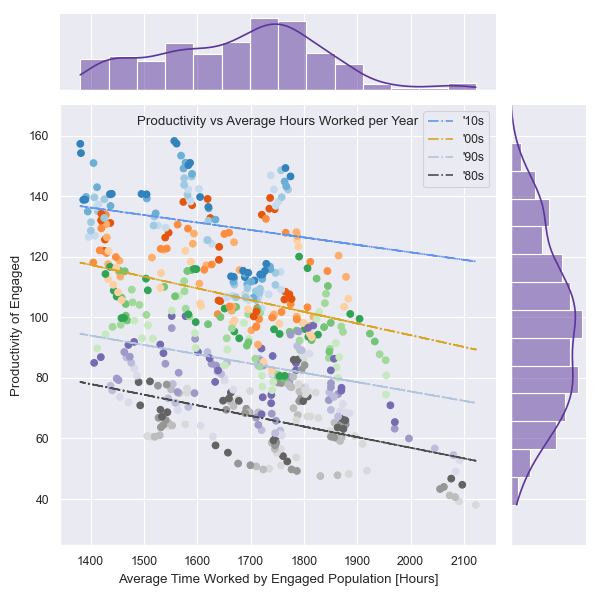 Productivity vs Average Hours Worked per Year
'10s
'00s
'90s
'80s
160
140
120
100
80
60
40
Productivity of Engaged
1400 1500 1600 1700 1800 1900 2000 2100
Average Time Worked by Engaged Population [Hours]